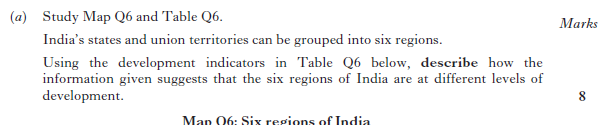 (a) Study Map Q6 and Table Q6.
Marks
India's states and union territories can be grouped into six regions.
Using the development indicators in Table Q6 below, describe how the
information given suggests that the six regions of India are at different levels of
development.
8
Map Q6: Six regions of India